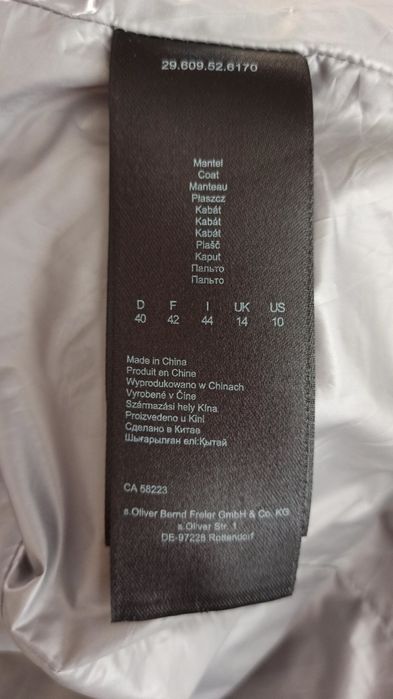 29.609.52.6170
Mantel
Coat
Manteau
Płaszcz
Kabát
Kabát
Kabát
Plašč
Kaput
Пальто
Пальто
D F I UK US
40 42 44 14 10
Made in China
Produit en Chine
Wyprodukowano w Chinach
Vyrobené v Číne
Származási hely Kína
Proizvedeno u Kini
Сделано в Китае
Шығарылған елі:Қытай
CA 58223
s.Oliver Bernd Freier GmbH & Co. KG
s.Oliver Str. 1
DE-97228 Rottendorf